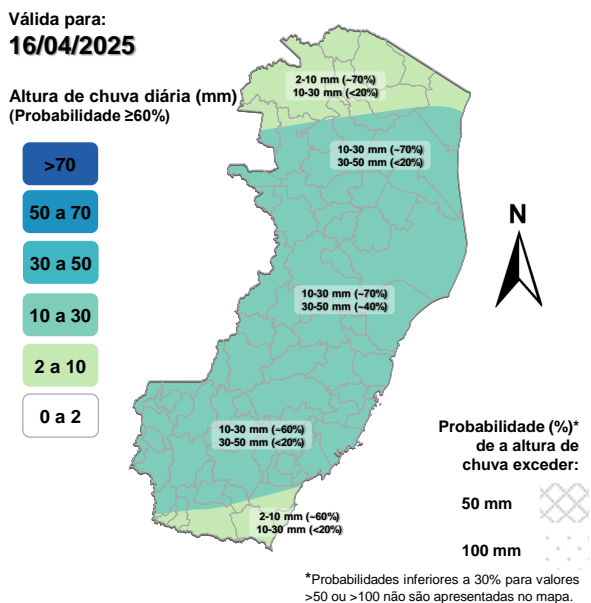 Válida para:
16/04/2025
Altura de chuva diária (mm)
(Probabilidade ≥60%)
>70
50 a 70
30 a 50
10 a 30
2 a 10
0 a 2
2-10 mm (~70%)
10-30 mm (<20%)
10-30 mm (~70%)
30-50 mm (<20%)
10-30 mm (~70%)
30-50 mm (~40%)
10-30 mm (~60%)
30-50 mm (<20%)
2-10 mm (~60%)
10-30 mm (<20%)
N
Probabilidade (%)*
de a altura de
chuva exceder:
50 mm
100 mm
*Probabilidades inferiores a 30% para valores
>50 ou >100 não são apresentadas no mapa.